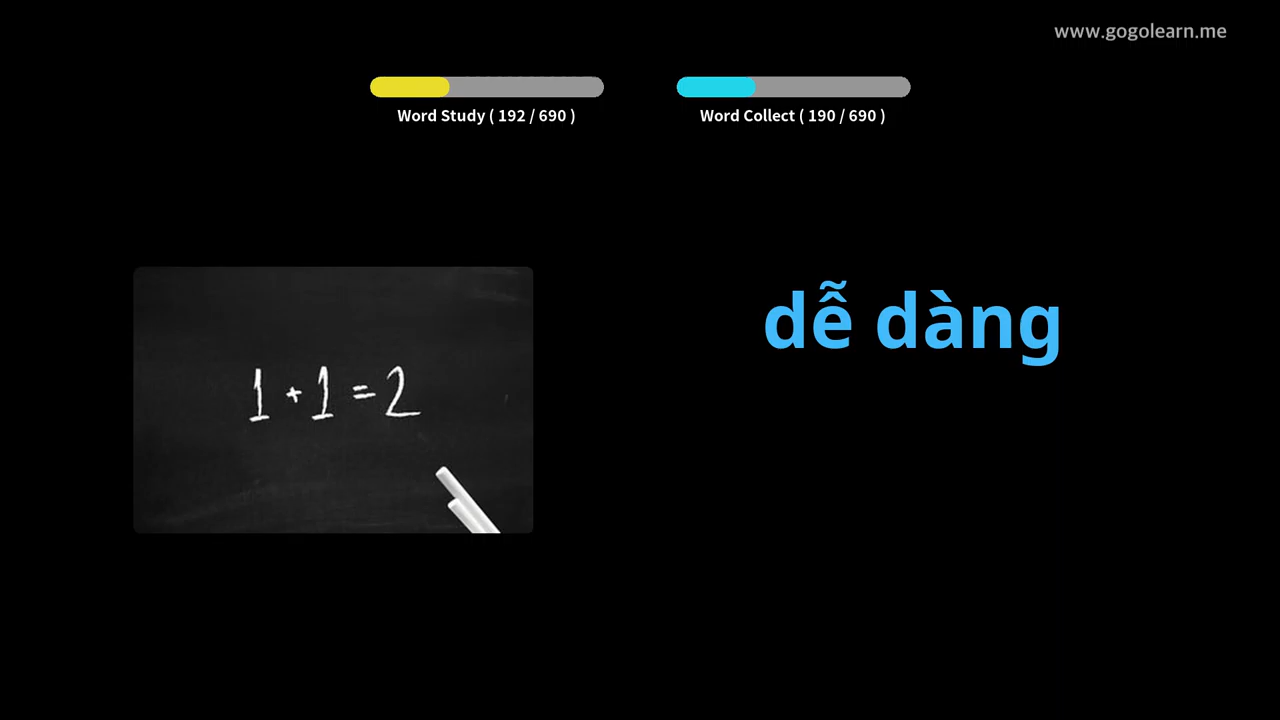 www.gogolearn.me
Word Study ( 192 / 690 )
Word Collect ( 190 / 690 )
dễ dàng
1 + 1 = 2